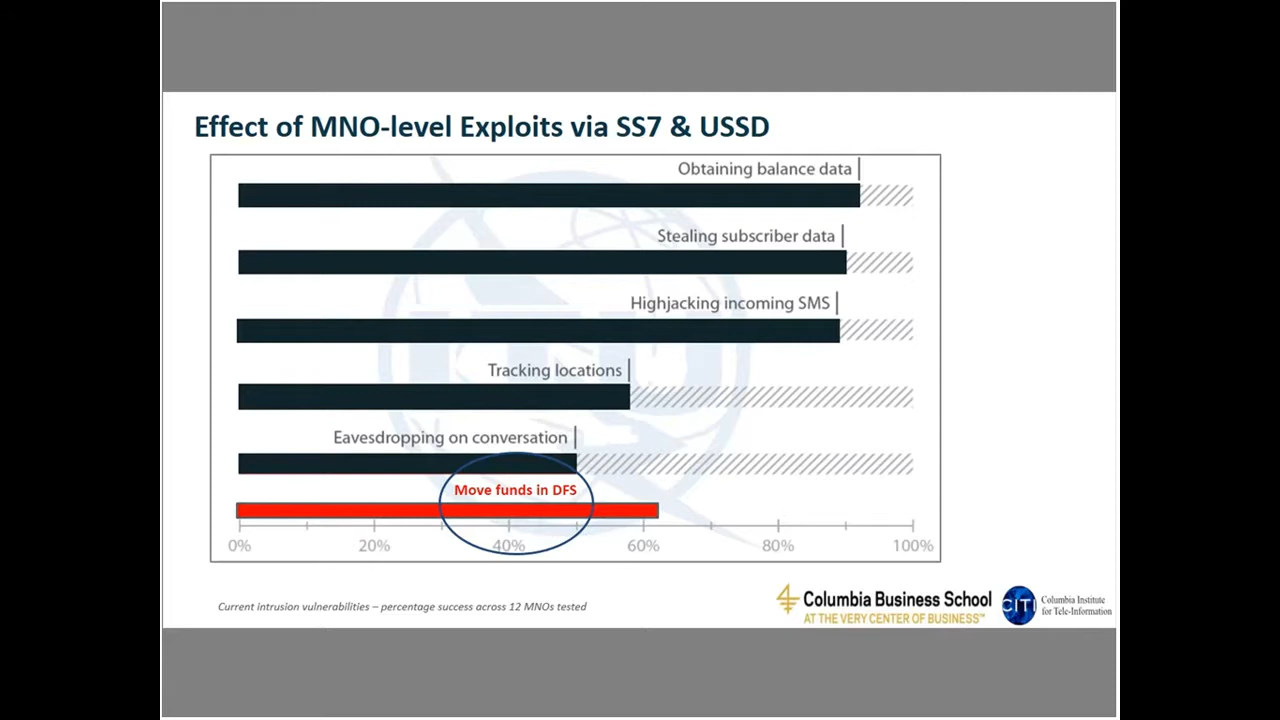 Effect of MNO-level Exploits via SS7 & USSD
Obtaining balance data
Stealing subscriber data
Highjacking incoming SMS
Tracking locations
Eavesdropping on conversation
Move funds in DFS
0% 20% 40% 60% 80% 100%
Current intrusion vulnerabilities – percentage success across 12 MNOs tested
Columbia Business School
AT THE VERY CENTER OF BUSINESS™
CITI
Columbia Institute
for Tele-Information